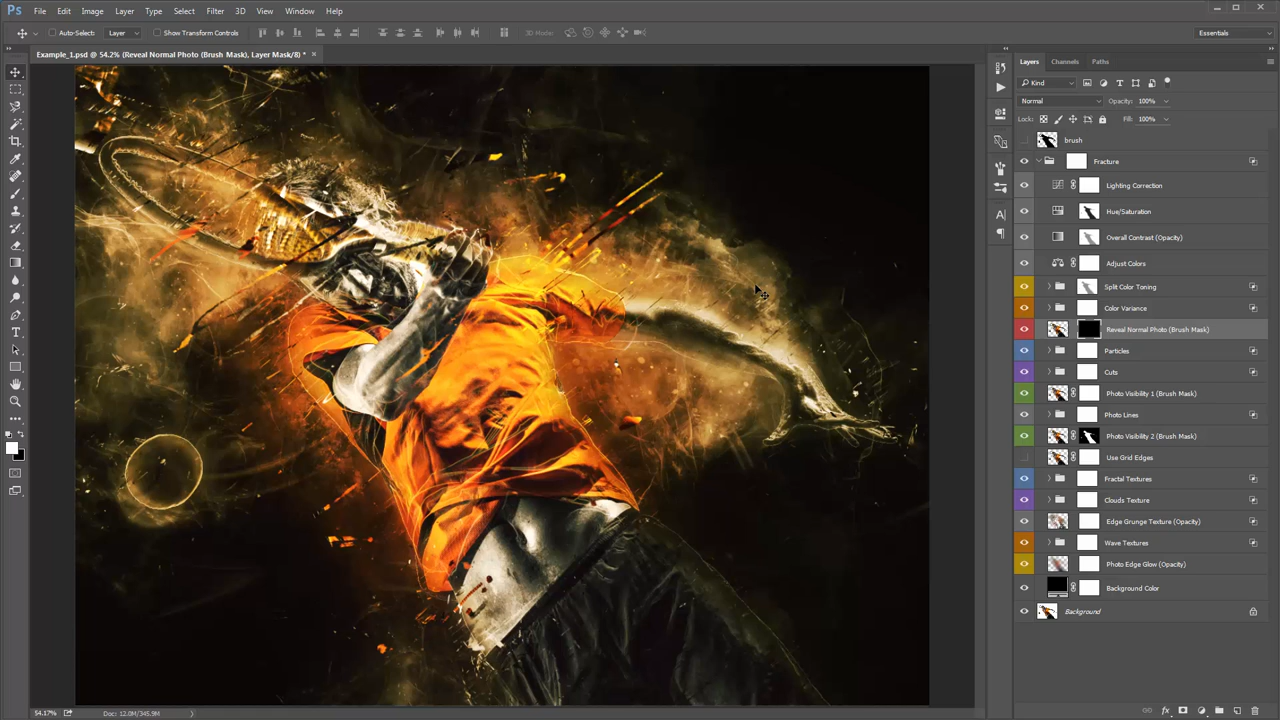 Ps File Edit Image Layer Type Select Filter 3D View Window Help
Auto-Select: Layer Show Transform Controls 3D Mode: Essentials
Example_1.psd @ 54.2% (Reveal Normal Photo (Brush Mask), Layer Mask/8) * ×
Layers Channels Paths
Kind
Normal Opacity: 100%
Lock: Fill: 100%
brush
Fracture
Lighting Correction
Hue/Saturation
Overall Contrast (Opacity)
Adjust Colors
Split Color Toning
Color Variance
Reveal Normal Photo (Brush Mask)
Particles
Cuts
Photo Visibility 1 (Brush Mask)
Photo Lines
Photo Visibility 2 (Brush Mask)
Use Grid Edges
Fractal Textures
Clouds Texture
Edge Grunge Texture (Opacity)
Wave Textures
Photo Edge Glow (Opacity)
Background Color
Background
54.17% Doc: 12.0M/345.9M